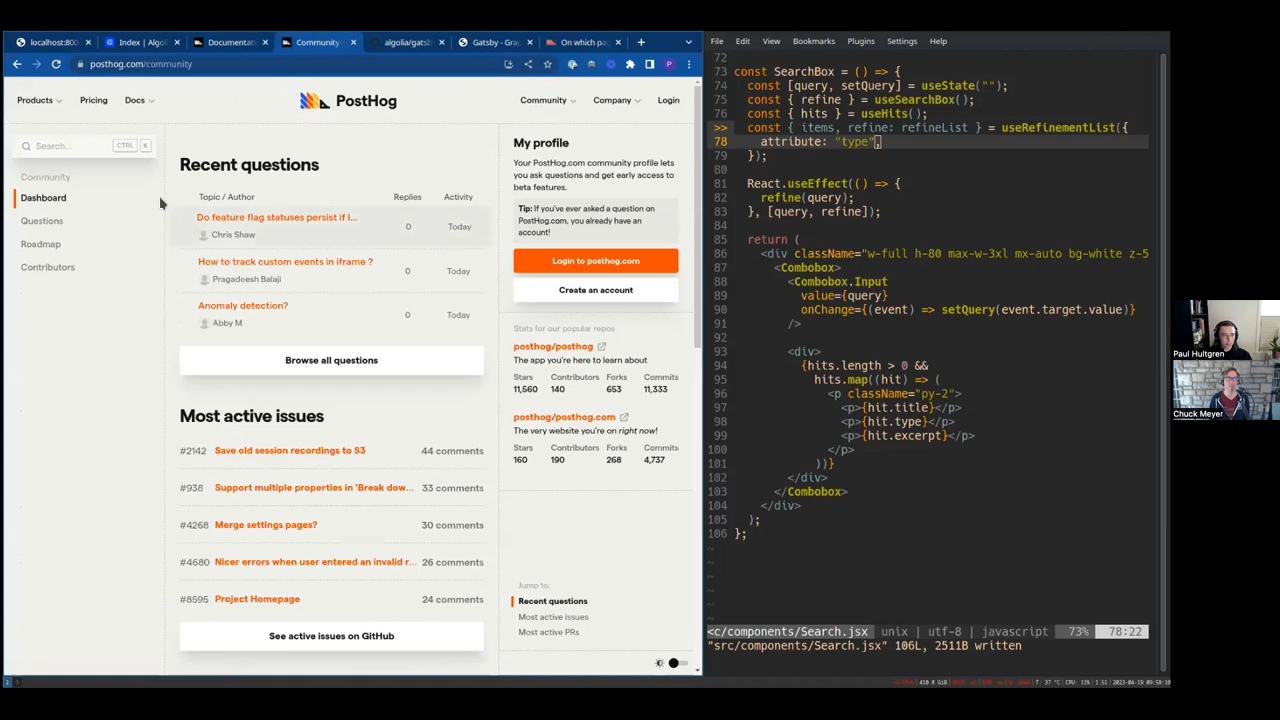 localhost:800
Index | Algol
Documentat
Community
algolia/gatsb
Gatsby - Gra
On which pa
posthog.com/community
Products
Pricing
Docs
PostHog
Community
Company
Login
Search...
CTRL
Community
Dashboard
Questions
Roadmap
Contributors
Recent questions
Topic / Author
Replies
Activity
Do feature flag statuses persist if I...
Chris Shaw
0
Today
How to track custom events in iframe ?
Pragadeesh Balaji
0
Today
Anomaly detection?
Abby M
0
Today
Browse all questions
Most active issues
#2142 Save old session recordings to S3 44 comments
#938 Support multiple properties in 'Break dow... 33 comments
#4268 Merge settings pages? 30 comments
#4680 Nicer errors when user entered an invalid r... 26 comments
#8595 Project Homepage 24 comments
See active issues on GitHub
My profile
Your PostHog.com community profile lets
you ask questions and get early access to
beta features.
Tip: If you've ever asked a question on
PostHog.com, you already have an
account!
Login to posthog.com
Create an account
Stats for our popular repos
posthog/posthog
The app you're here to learn about
Stars Contributors Forks Commits
11,560 140 653 11,333
posthog/posthog.com
The very website you're on right now!
Stars Contributors Forks Commits
160 190 268 4,737
Jump to:
Recent questions
Most active issues
Most active PRs
File Edit View Bookmarks Plugins Settings Help
72
73 const SearchBox = () => {
74 const [query, setQuery] = useState("");
75 const { refine } = useSearchBox();
76 const { hits } = useHits();
>> const { items, refine: refineList } = useRefinementList({
78 attribute: "type",
79 });
80
81 React.useEffect(() => {
82 refine(query);
83 }, [query, refine]);
84
85 return (
86 <div className="w-full h-80 max-w-3xl mx-auto bg-white z-5
87 <Combobox>
88 <Combobox.Input
89 value={query}
90 onChange={(event) => setQuery(event.target.value)}
91 />
92
93 <div>
94 {hits.length > 0 &&
95 hits.map((hit) => (
96 <p className="py-2">
97 <p>{hit.title}</p>
98 <p>{hit.type}</p>
99 <p>{hit.excerpt}</p>
100 </p>
101 ))}
102 </div>
103 </Combobox>
104 </div>
105 );
106 };
<c/components/Search.jsx unix | utf-8 | javascript 73% 78:22
"src/components/Search.jsx" 106L, 2511B written
Paul Hultgren
Chuck Meyer